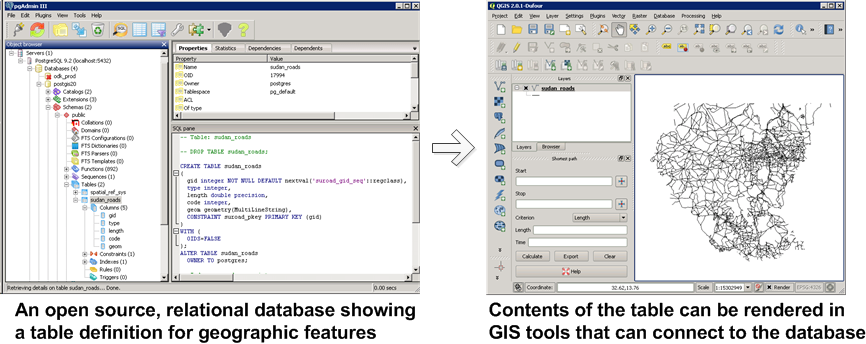 pgAdmin III
File Edit Plugins View Tools Help
Object browser
Servers (1)
PostgreSQL 9.2 (localhost:5432)
Databases (4)
odk_prod
postgis20
Catalogs (2)
Extensions (3)
Schemas (2)
public
Collations (0)
Domains (0)
FTS Configurations (0)
FTS Dictionaries (0)
FTS Parsers (0)
FTS Templates (0)
Functions (892)
Sequences (1)
Tables (2)
spatial_ref_sys
sudan_roads
Columns (5)
gid
type
length
code
geom
Constraints (1)
Indexes (1)
Rules (0)
Triggers (0)
Properties Statistics Dependencies Dependents
Property Value
Name sudan_roads
OID 17994
Owner postgres
Tablespace pg_default
ACL
Of type
SQL pane
-- Table: sudan_roads
-- DROP TABLE sudan_roads;
CREATE TABLE sudan_roads
(
gid integer NOT NULL DEFAULT nextval('suroad_gid_seq'::regclass),
type integer,
length double precision,
code integer,
geom geometry(MultiLineString),
CONSTRAINT suroad_pkey PRIMARY KEY (gid)
)
WITH (
OIDS=FALSE
);
ALTER TABLE sudan_roads
OWNER TO postgres;
Retrieving details on table sudan_roads... Done. 0.00 secs
An open source, relational database showing
a table definition for geographic features
QGIS 2.0.1-Dufour
Project Edit View Layer Settings Plugins Vector Raster Database Processing Help
Layers
sudan_roads
Layers Browser
Shortest path
Start
Stop
Criterion Length
Length
Time
Calculate Export Clear
Help
Coordinate: 32.62,13.76 Scale 1:15302949 Render EPSG:4326
Contents of the table can be rendered in
GIS tools that can connect to the database